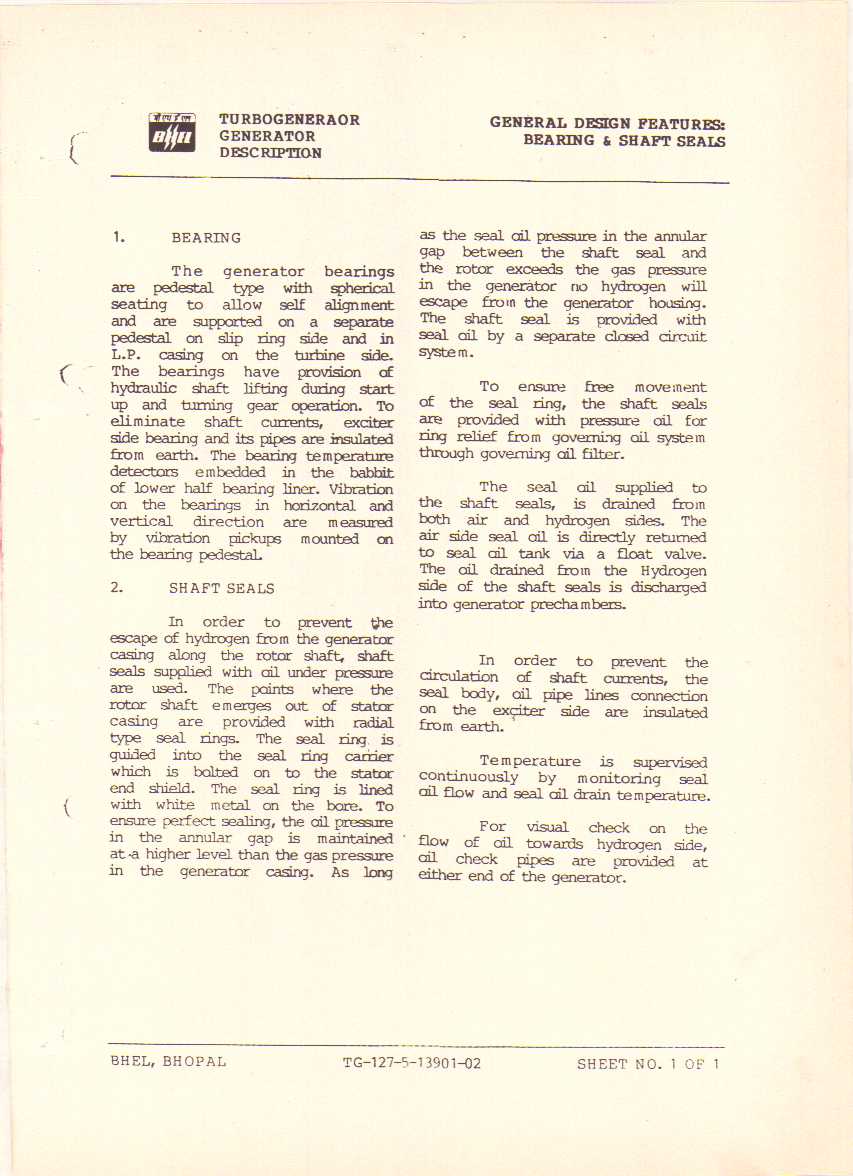 बी एच ई एल
BHEL
TURBOGENERAOR
GENERATOR
DESCRIPTION
GENERAL DESIGN FEATURES:
BEARING & SHAFT SEALS
1. BEARING
The generator bearings
are pedestal type with spherical
seating to allow self alignment
and are supported on a separate
pedestal on slip ring side and in
L.P. casing on the turbine side.
The bearings have provision of
hydraulic shaft lifting during start
up and turning gear operation. To
eliminate shaft currents, exciter
side bearing and its pipes are insulated
from earth. The bearing temperature
detectors embedded in the babbit
of lower half bearing liner. Vibration
on the bearings in horizontal and
vertical direction are measured
by vibration pickups mounted on
the bearing pedestal.
2. SHAFT SEALS
In order to prevent the
escape of hydrogen from the generator
casing along the rotor shaft, shaft
seals supplied with oil under pressure
are used. The points where the
rotor shaft emerges out of stator
casing are provided with radial
type seal rings. The seal ring is
guided into the seal ring carrier
which is bolted on to the stator
end shield. The seal ring is lined
with white metal on the bore. To
ensure perfect sealing, the oil pressure
in the annular gap is maintained
at a higher level than the gas pressure
in the generator casing. As long
as the seal oil pressure in the annular
gap between the shaft seal and
the rotor exceeds the gas pressure
in the generator no hydrogen will
escape from the generator housing.
The shaft seal is provided with
seal oil by a separate closed circuit
system.
To ensure free movement
of the seal ring, the shaft seals
are provided with pressure oil for
ring relief from governing oil system
through governing oil filter.
The seal oil supplied to
the shaft seals, is drained from
both air and hydrogen sides. The
air side seal oil is directly returned
to seal oil tank via a float valve.
The oil drained from the Hydrogen
side of the shaft seals is discharged
into generator prechambers.
In order to prevent the
circulation of shaft currents, the
seal body, oil pipe lines connection
on the exciter side are insulated
from earth.
Temperature is supervised
continuously by monitoring seal
oil flow and seal oil drain temperature.
For visual check on the
flow of oil towards hydrogen side,
oil check pipes are provided at
either end of the generator.
BHEL, BHOPAL TG-127-5-13901-02 SHEET NO. 1 OF 1